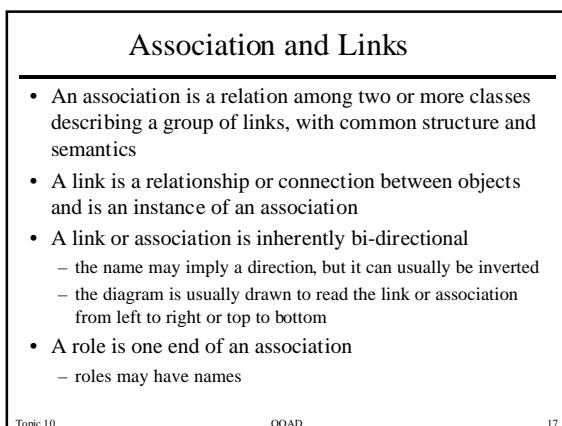 Association and Links
• An association is a relation among two or more classes
describing a group of links, with common structure and
semantics
• A link is a relationship or connection between objects
and is an instance of an association
• A link or association is inherently bi-directional
– the name may imply a direction, but it can usually be inverted
– the diagram is usually drawn to read the link or association
from left to right or top to bottom
• A role is one end of an association
– roles may have names
Topic 10 OOAD 17